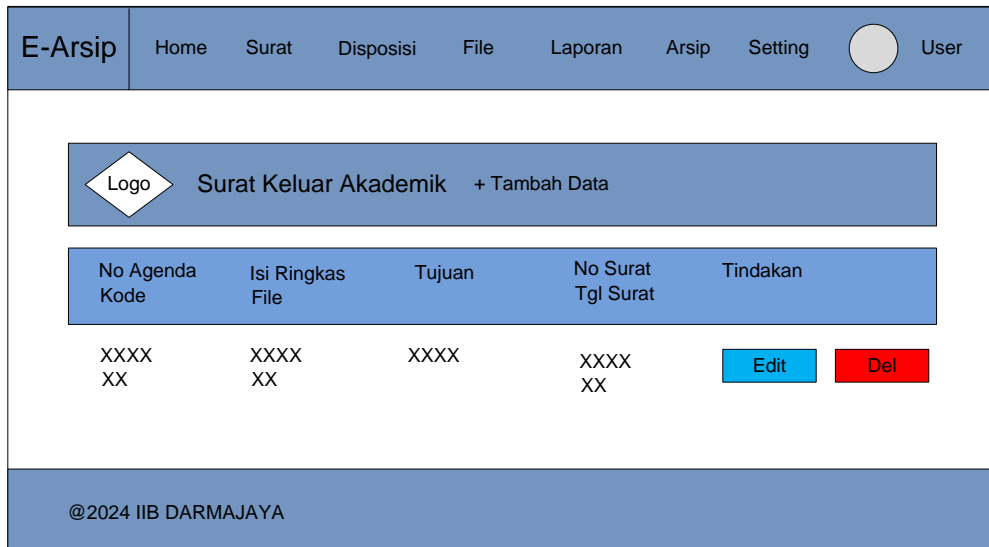 E-Arsip Home Surat Disposisi File Laporan Arsip Setting User
Logo Surat Keluar Akademik + Tambah Data
No Agenda Isi Ringkas Tujuan No Surat Tindakan
Kode File Tgl Surat
XXXX XXXX XXXX XXXX Edit Del
XX XX XX
@2024 IIB DARMAJAYA